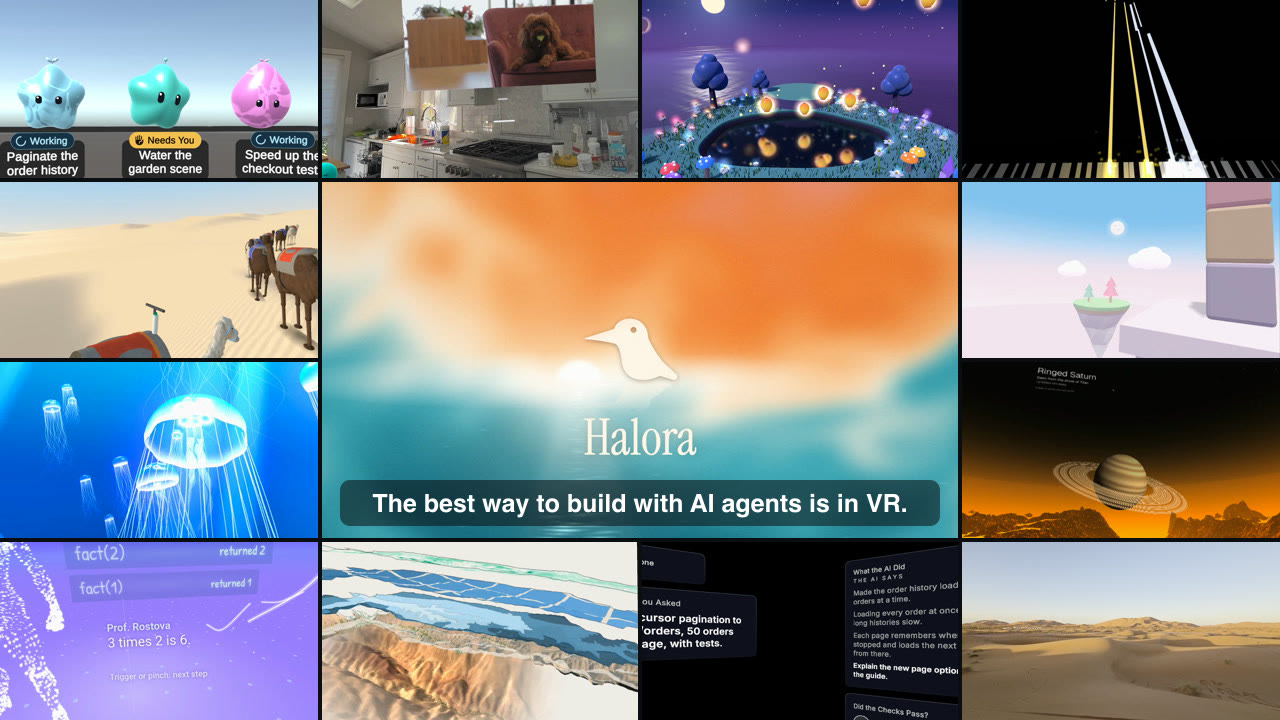 Working
Paginate the
order history
Needs You
Water the
garden scene
Working
Speed up the
checkout test
Halora
The best way to build with AI agents is in VR.
Ringed Saturn
fact(2)
returned 2
fact(1)
returned 1
Prof. Rostova
3 times 2 is 6.
Trigger or pinch: next step
one
ou Asked
cursor pagination to
orders, 50 orders
age, with tests.
What the AI Did
THE AI SAYS
Made the order history load
orders at a time.
Loading every order at once
long histories slow.
Each page remembers whe
stopped and loads the next
from there.
Explain the new page option
the guide.
Did the Checks Pass?